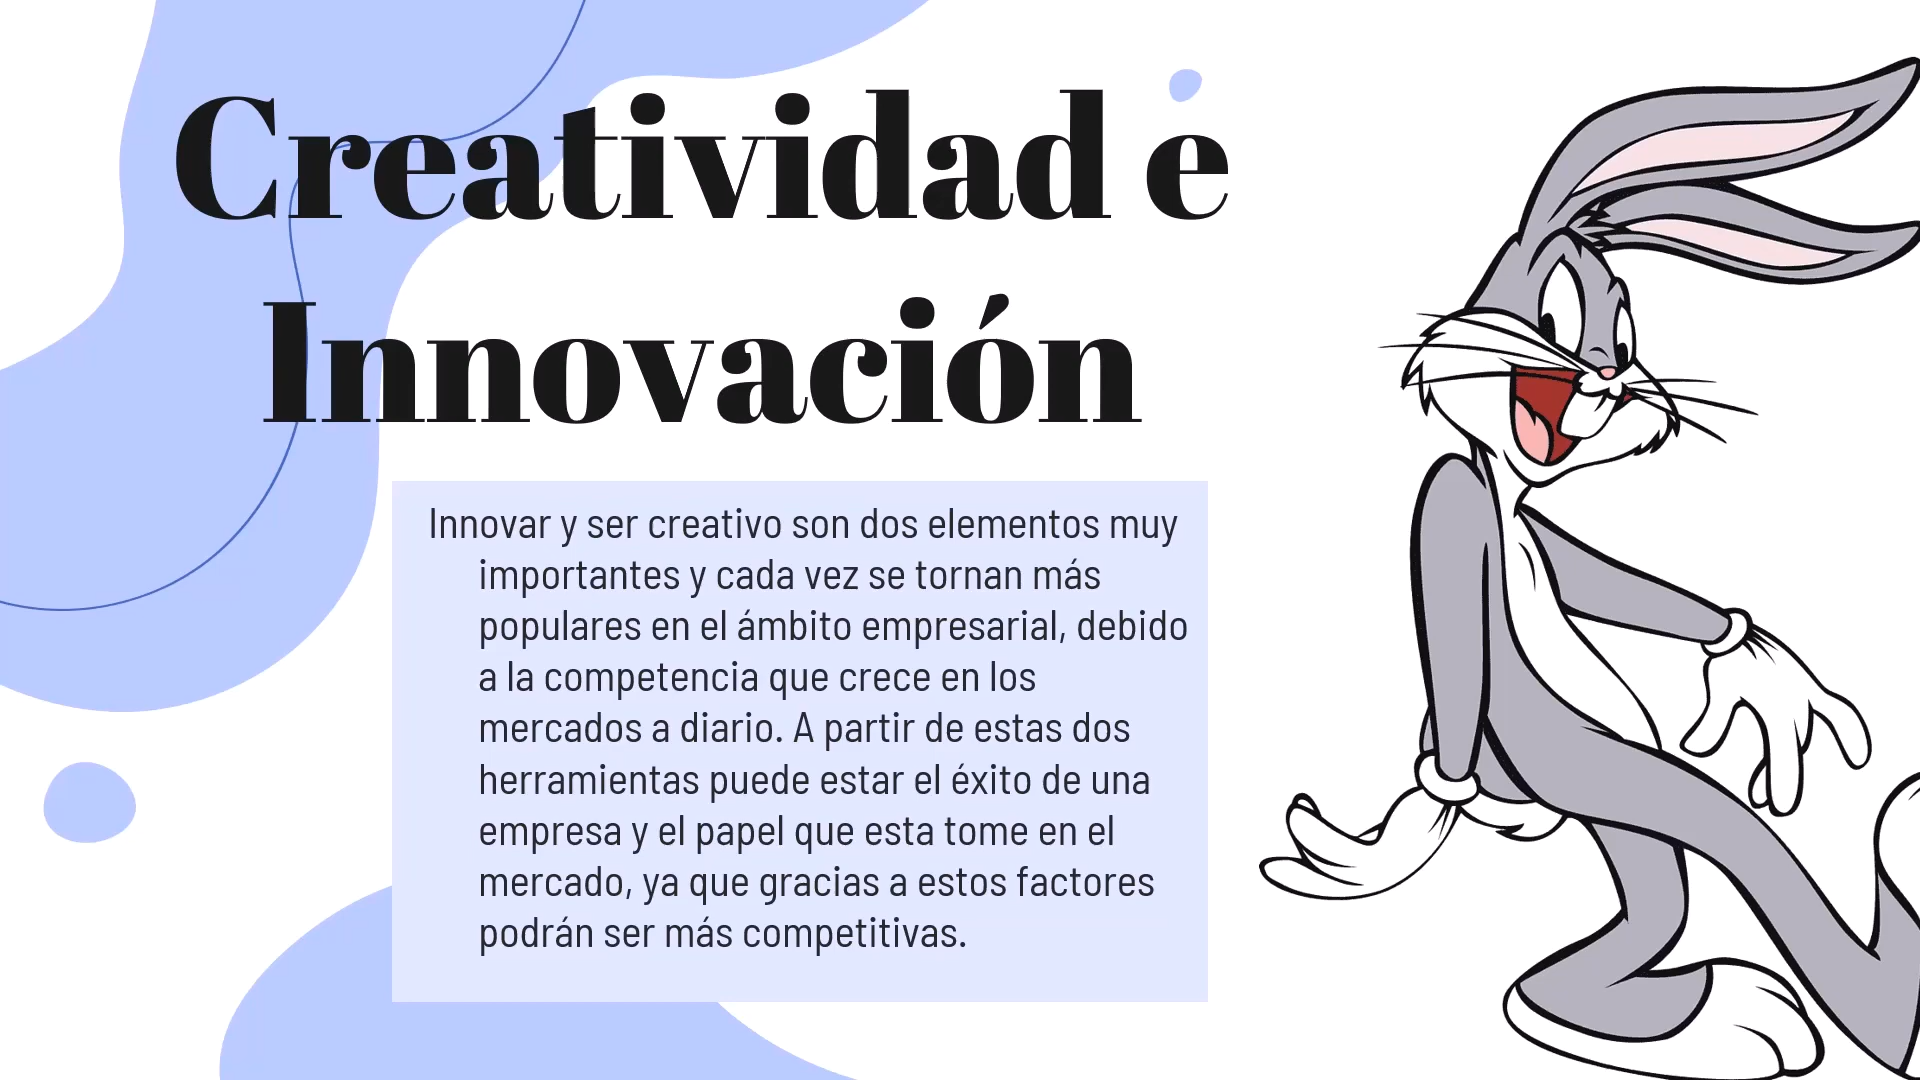 Creatividad e
Innovación
Innovar y ser creativo son dos elementos muy
importantes y cada vez se tornan más
populares en el ámbito empresarial, debido
a la competencia que crece en los
mercados a diario. A partir de estas dos
herramientas puede estar el éxito de una
empresa y el papel que esta tome en el
mercado, ya que gracias a estos factores
podrán ser más competitivas.